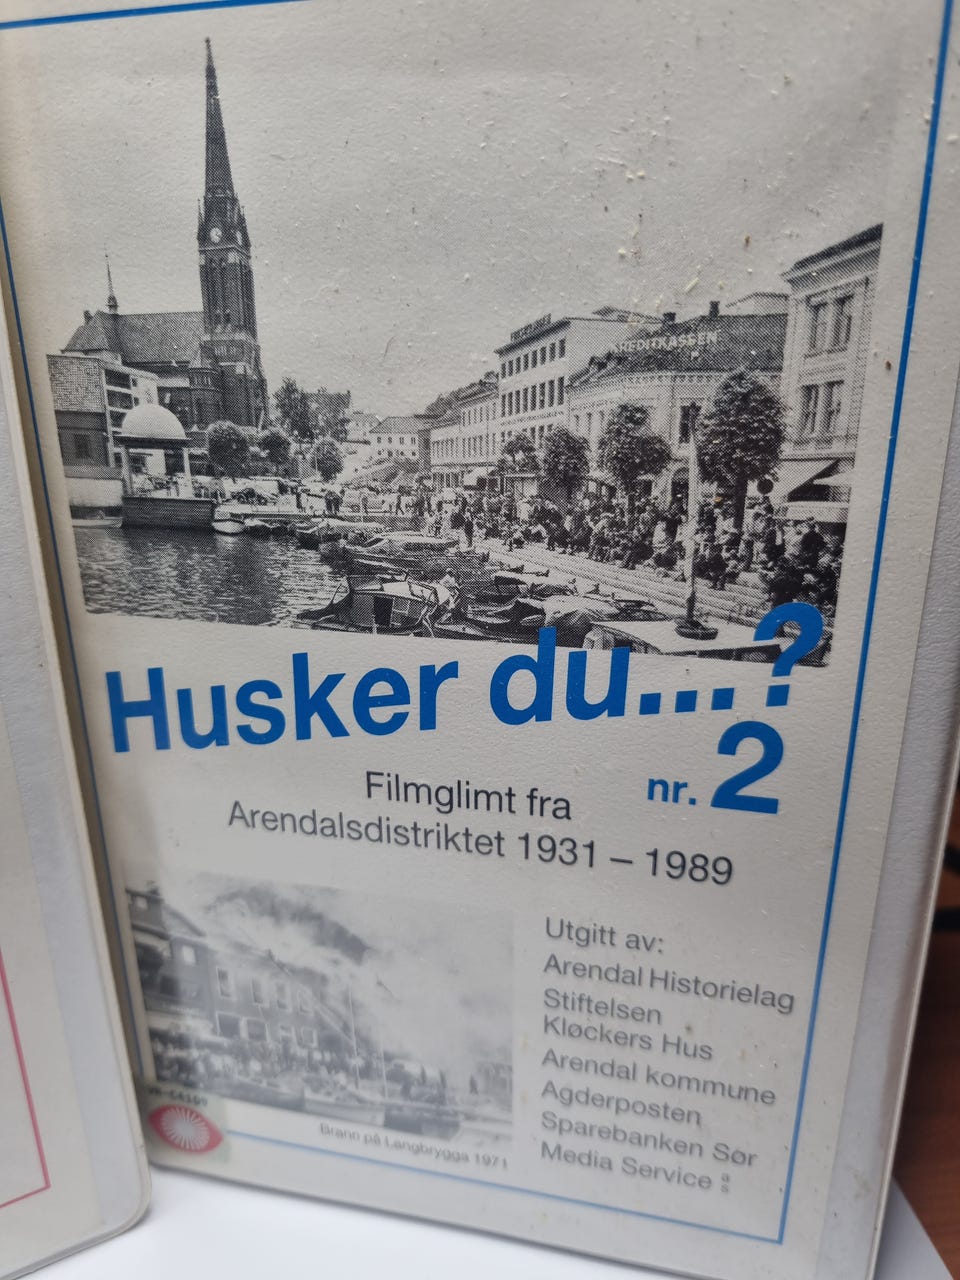 KREDITKASSEN
Husker du...?
nr. 2
Filmglimt fra
Arendalsdistriktet 1931 – 1989
Utgitt av:
Arendal Historielag
Stiftelsen
Kløckers Hus
Arendal kommune
Agderposten
Sparebanken Sør
Media Service as
Brann på Langbrygga 1971